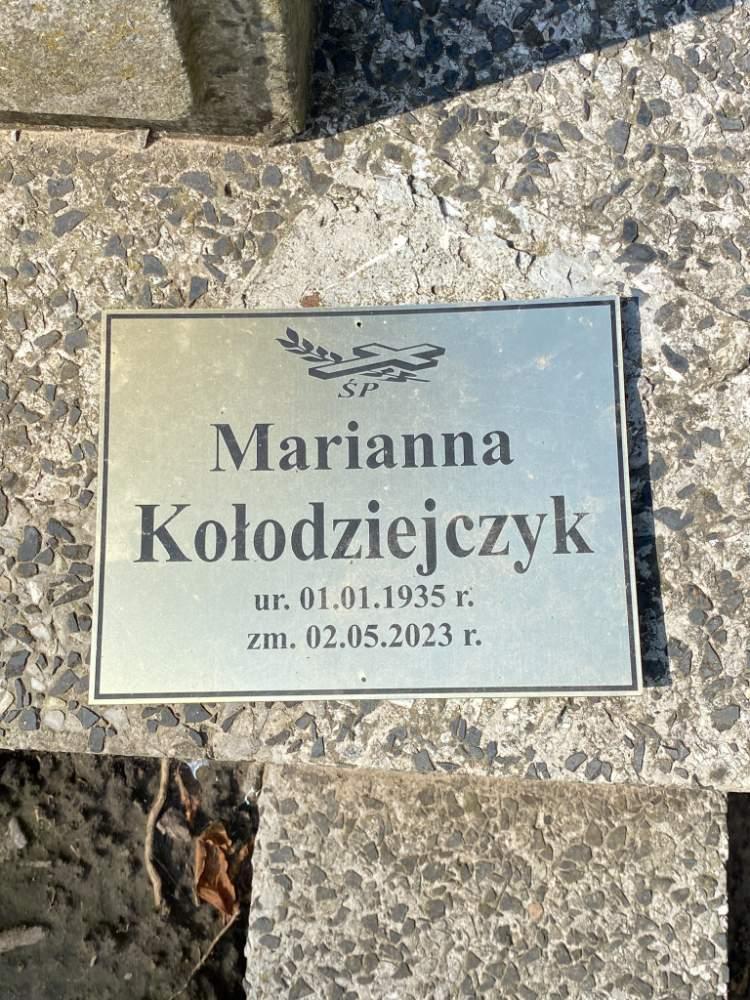 ŚP
Marianna
Kołodziejczyk
ur. 01.01.1935 r.
zm. 02.05.2023 r.